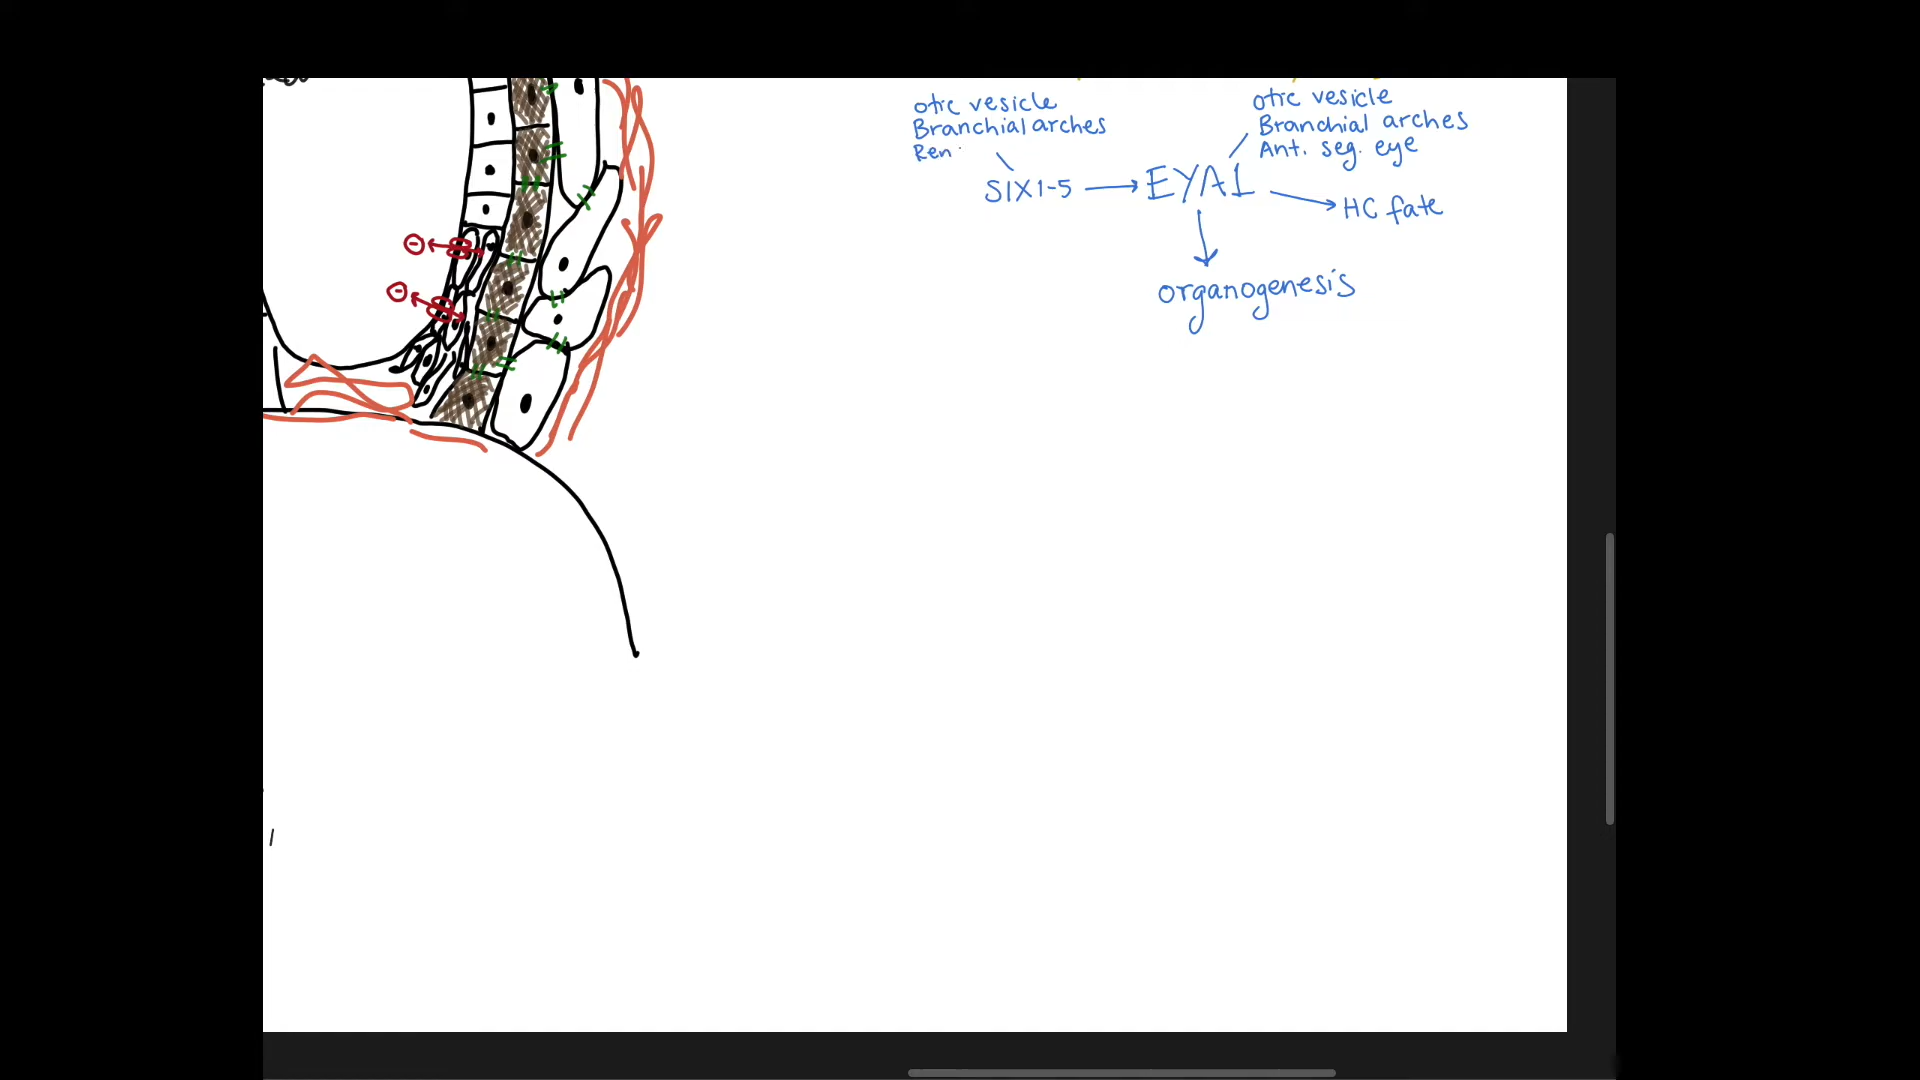 otic vesicle
Branchial arches
Ren
SIX1-5
otic vesicle
Branchial arches
Ant. seg. eye
EYA1
HC fate
organogenesis